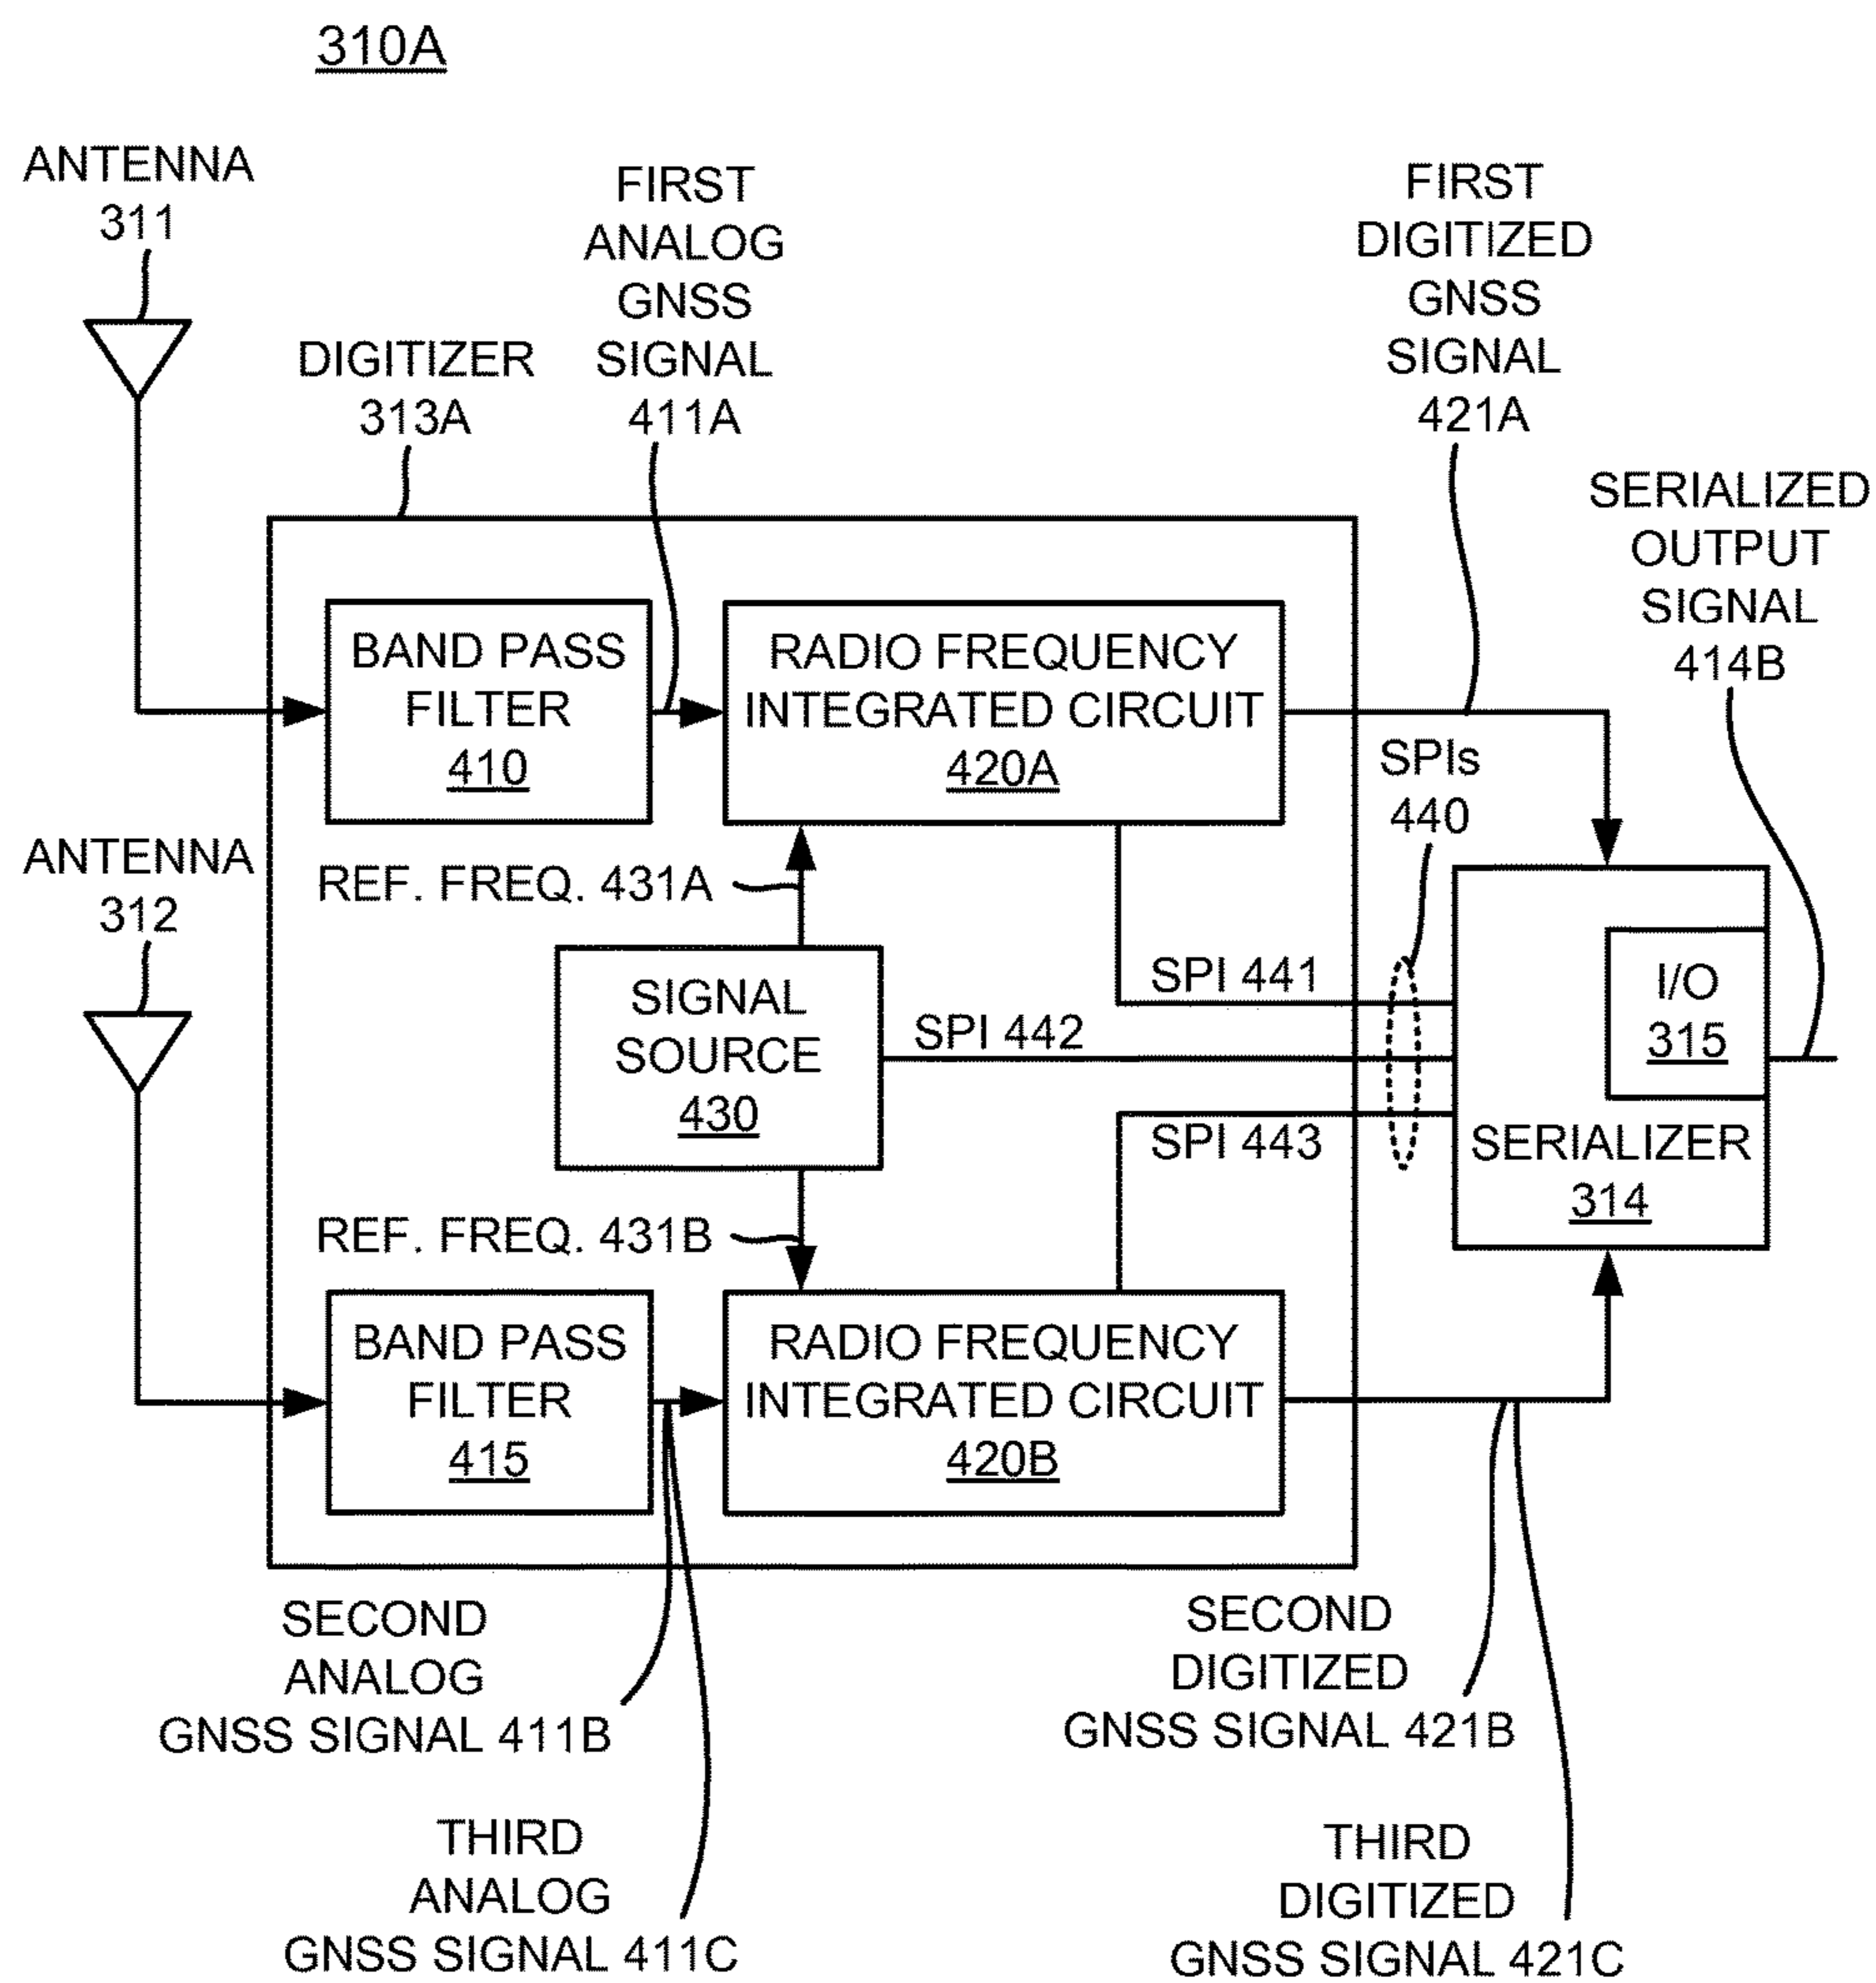 310A
ANTENNA
311
FIRST
ANALOG
GNSS
SIGNAL
411A
FIRST
DIGITIZED
GNSS
SIGNAL
421A
DIGITIZER
313A
SERIALIZED
OUTPUT
SIGNAL
414B
BAND PASS
FILTER
410
RADIO FREQUENCY
INTEGRATED CIRCUIT
420A
SPIs
440
ANTENNA
312
REF. FREQ. 431A
SIGNAL
SOURCE
430
SPI 441
SPI 442
SPI 443
I/O
315
SERIALIZER
314
REF. FREQ. 431B
BAND PASS
FILTER
415
RADIO FREQUENCY
INTEGRATED CIRCUIT
420B
SECOND
ANALOG
GNSS SIGNAL 411B
SECOND
DIGITIZED
GNSS SIGNAL 421B
THIRD
ANALOG
GNSS SIGNAL 411C
THIRD
DIGITIZED
GNSS SIGNAL 421C